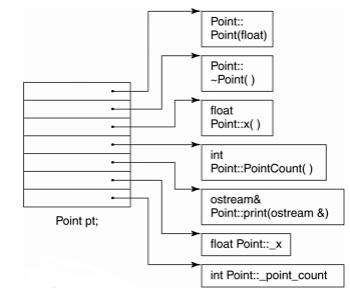 Point::
Point(float)
Point::
~Point( )
float
Point::x( )
int
Point::PointCount( )
ostream&
Point::print(ostream &)
Point pt;
float Point::_x
int Point::_point_count